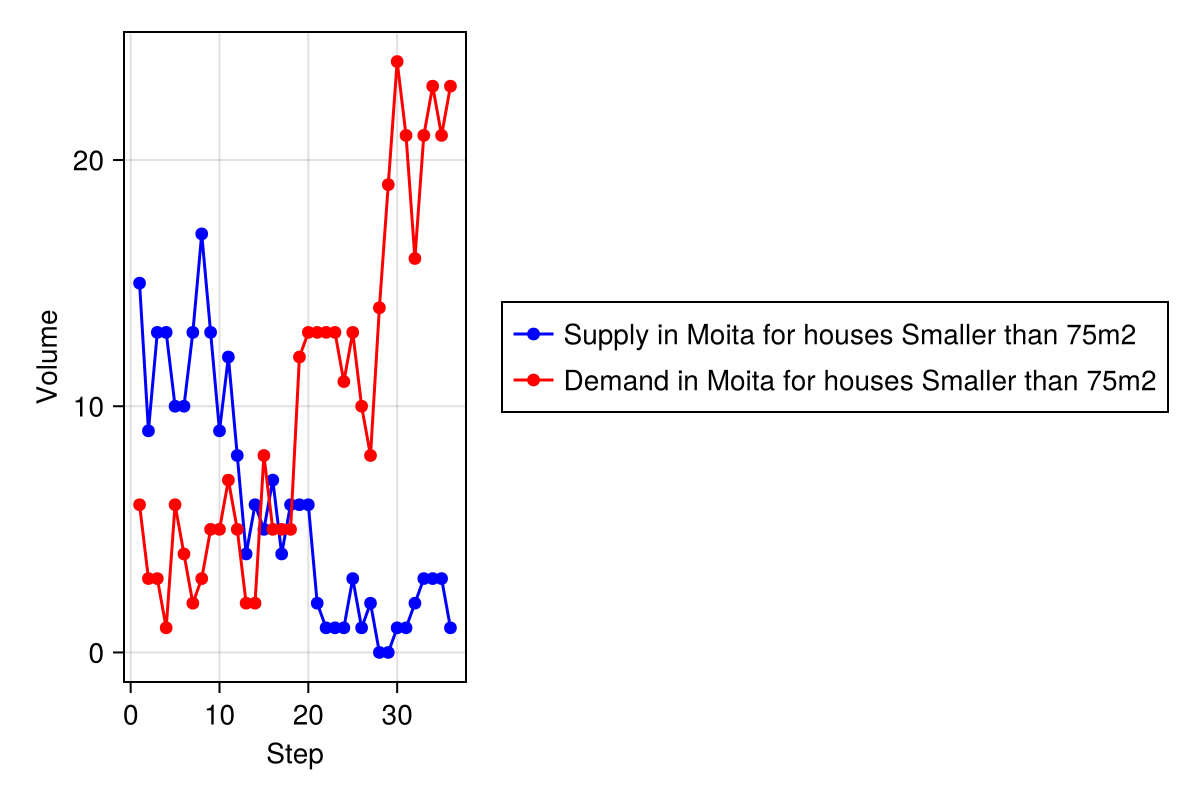 20
10
0
Volume
0 10 20 30
Step
Supply in Moita for houses Smaller than 75m2
Demand in Moita for houses Smaller than 75m2